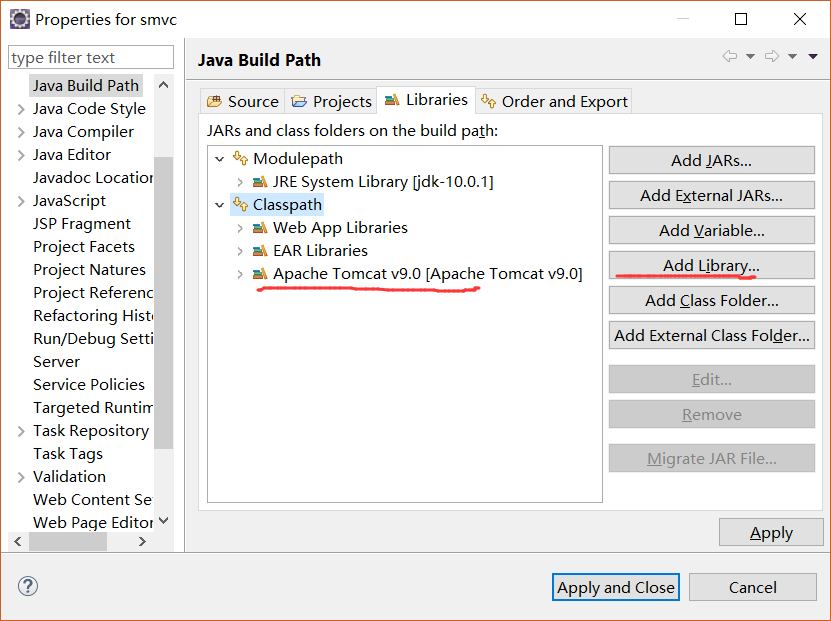 Properties for smvc
type filter text
Java Build Path
Java Code Style
Java Compiler
Java Editor
Javadoc Location
JavaScript
JSP Fragment
Project Facets
Project Natures
Project Referenc
Refactoring Histo
Run/Debug Setti
Server
Service Policies
Targeted Runtim
Task Repository
Task Tags
Validation
Web Content Se
Web Page Editor
Java Build Path
Source
Projects
Libraries
Order and Export
JARs and class folders on the build path:
Modulepath
JRE System Library [jdk-10.0.1]
Classpath
Web App Libraries
EAR Libraries
Apache Tomcat v9.0 [Apache Tomcat v9.0]
Add JARs...
Add External JARs...
Add Variable...
Add Library...
Add Class Folder...
Add External Class Folder...
Edit...
Remove
Migrate JAR File...
Apply
?
Apply and Close
Cancel